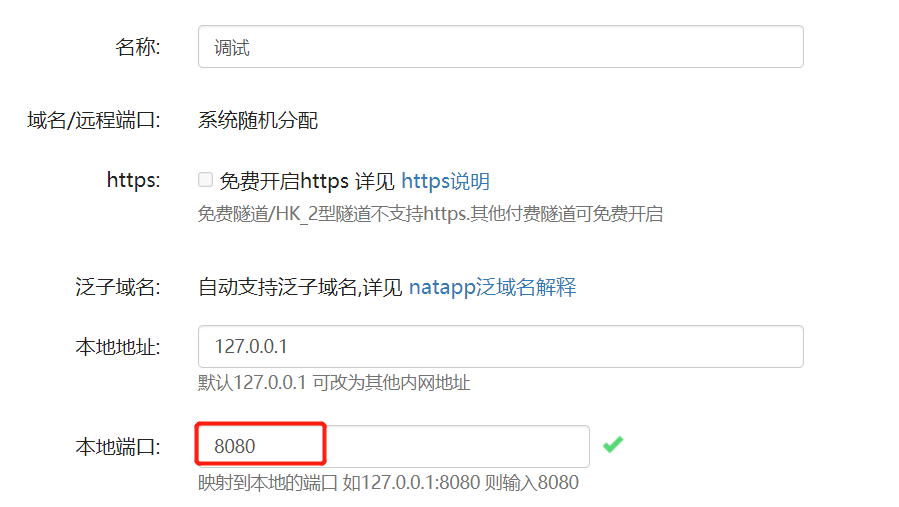 名称: 调试
域名/远程端口: 系统随机分配
https: 免费开启https 详见 https说明
免费隧道/HK_2型隧道不支持https.其他付费隧道可免费开启
泛子域名: 自动支持泛子域名,详见 natapp泛域名解释
本地地址: 127.0.0.1
默认127.0.0.1 可改为其他内网地址
本地端口: 8080
映射到本地的端口 如127.0.0.1:8080 则输入8080